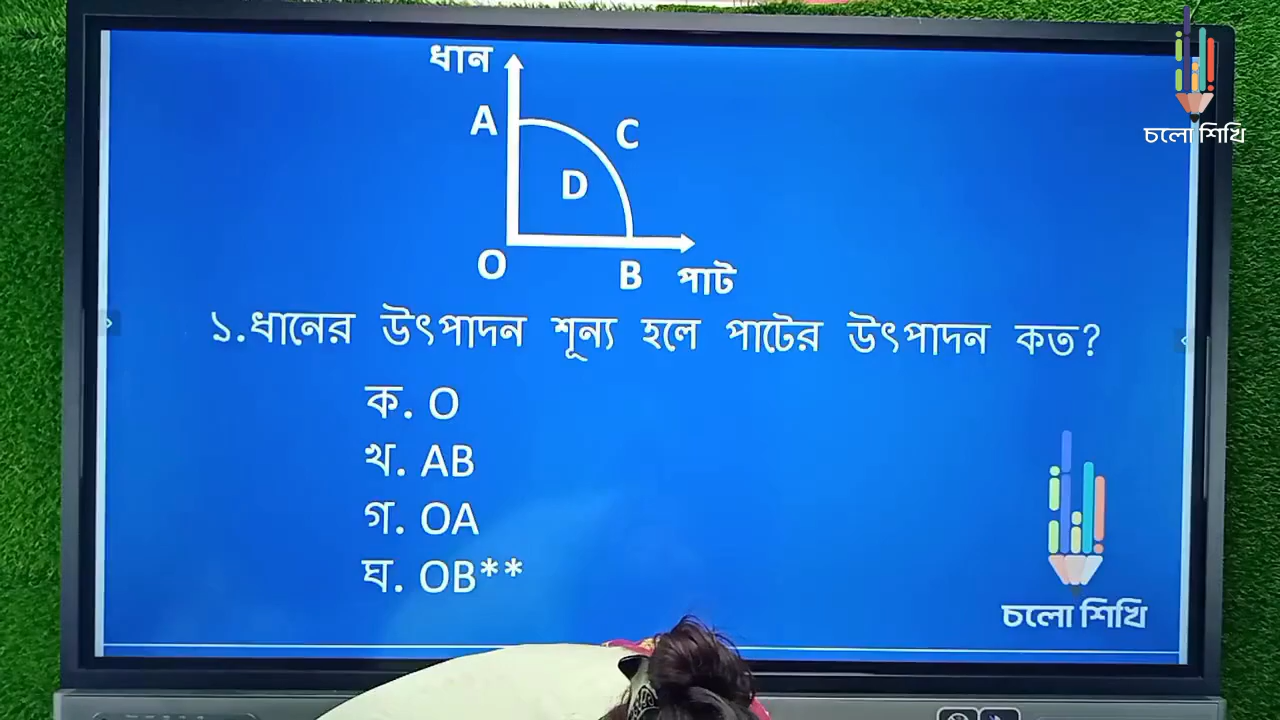 ধান
A
C
D
O
B
পাট
১.ধানের উৎপাদন শূন্য হলে পাটের উৎপাদন কত?
ক. O
খ. AB
গ. OA
ঘ. OB**
চলো শিখি
চলো শিখি